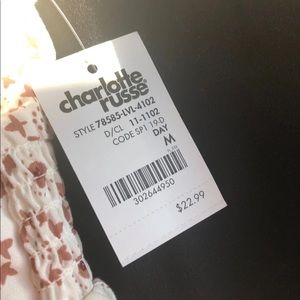 charlotte
russe®
STYLE 78585-LVL-4102
D/CL 11-1102
CODE SP1 19-D
DAY
M
302644950
$22.99